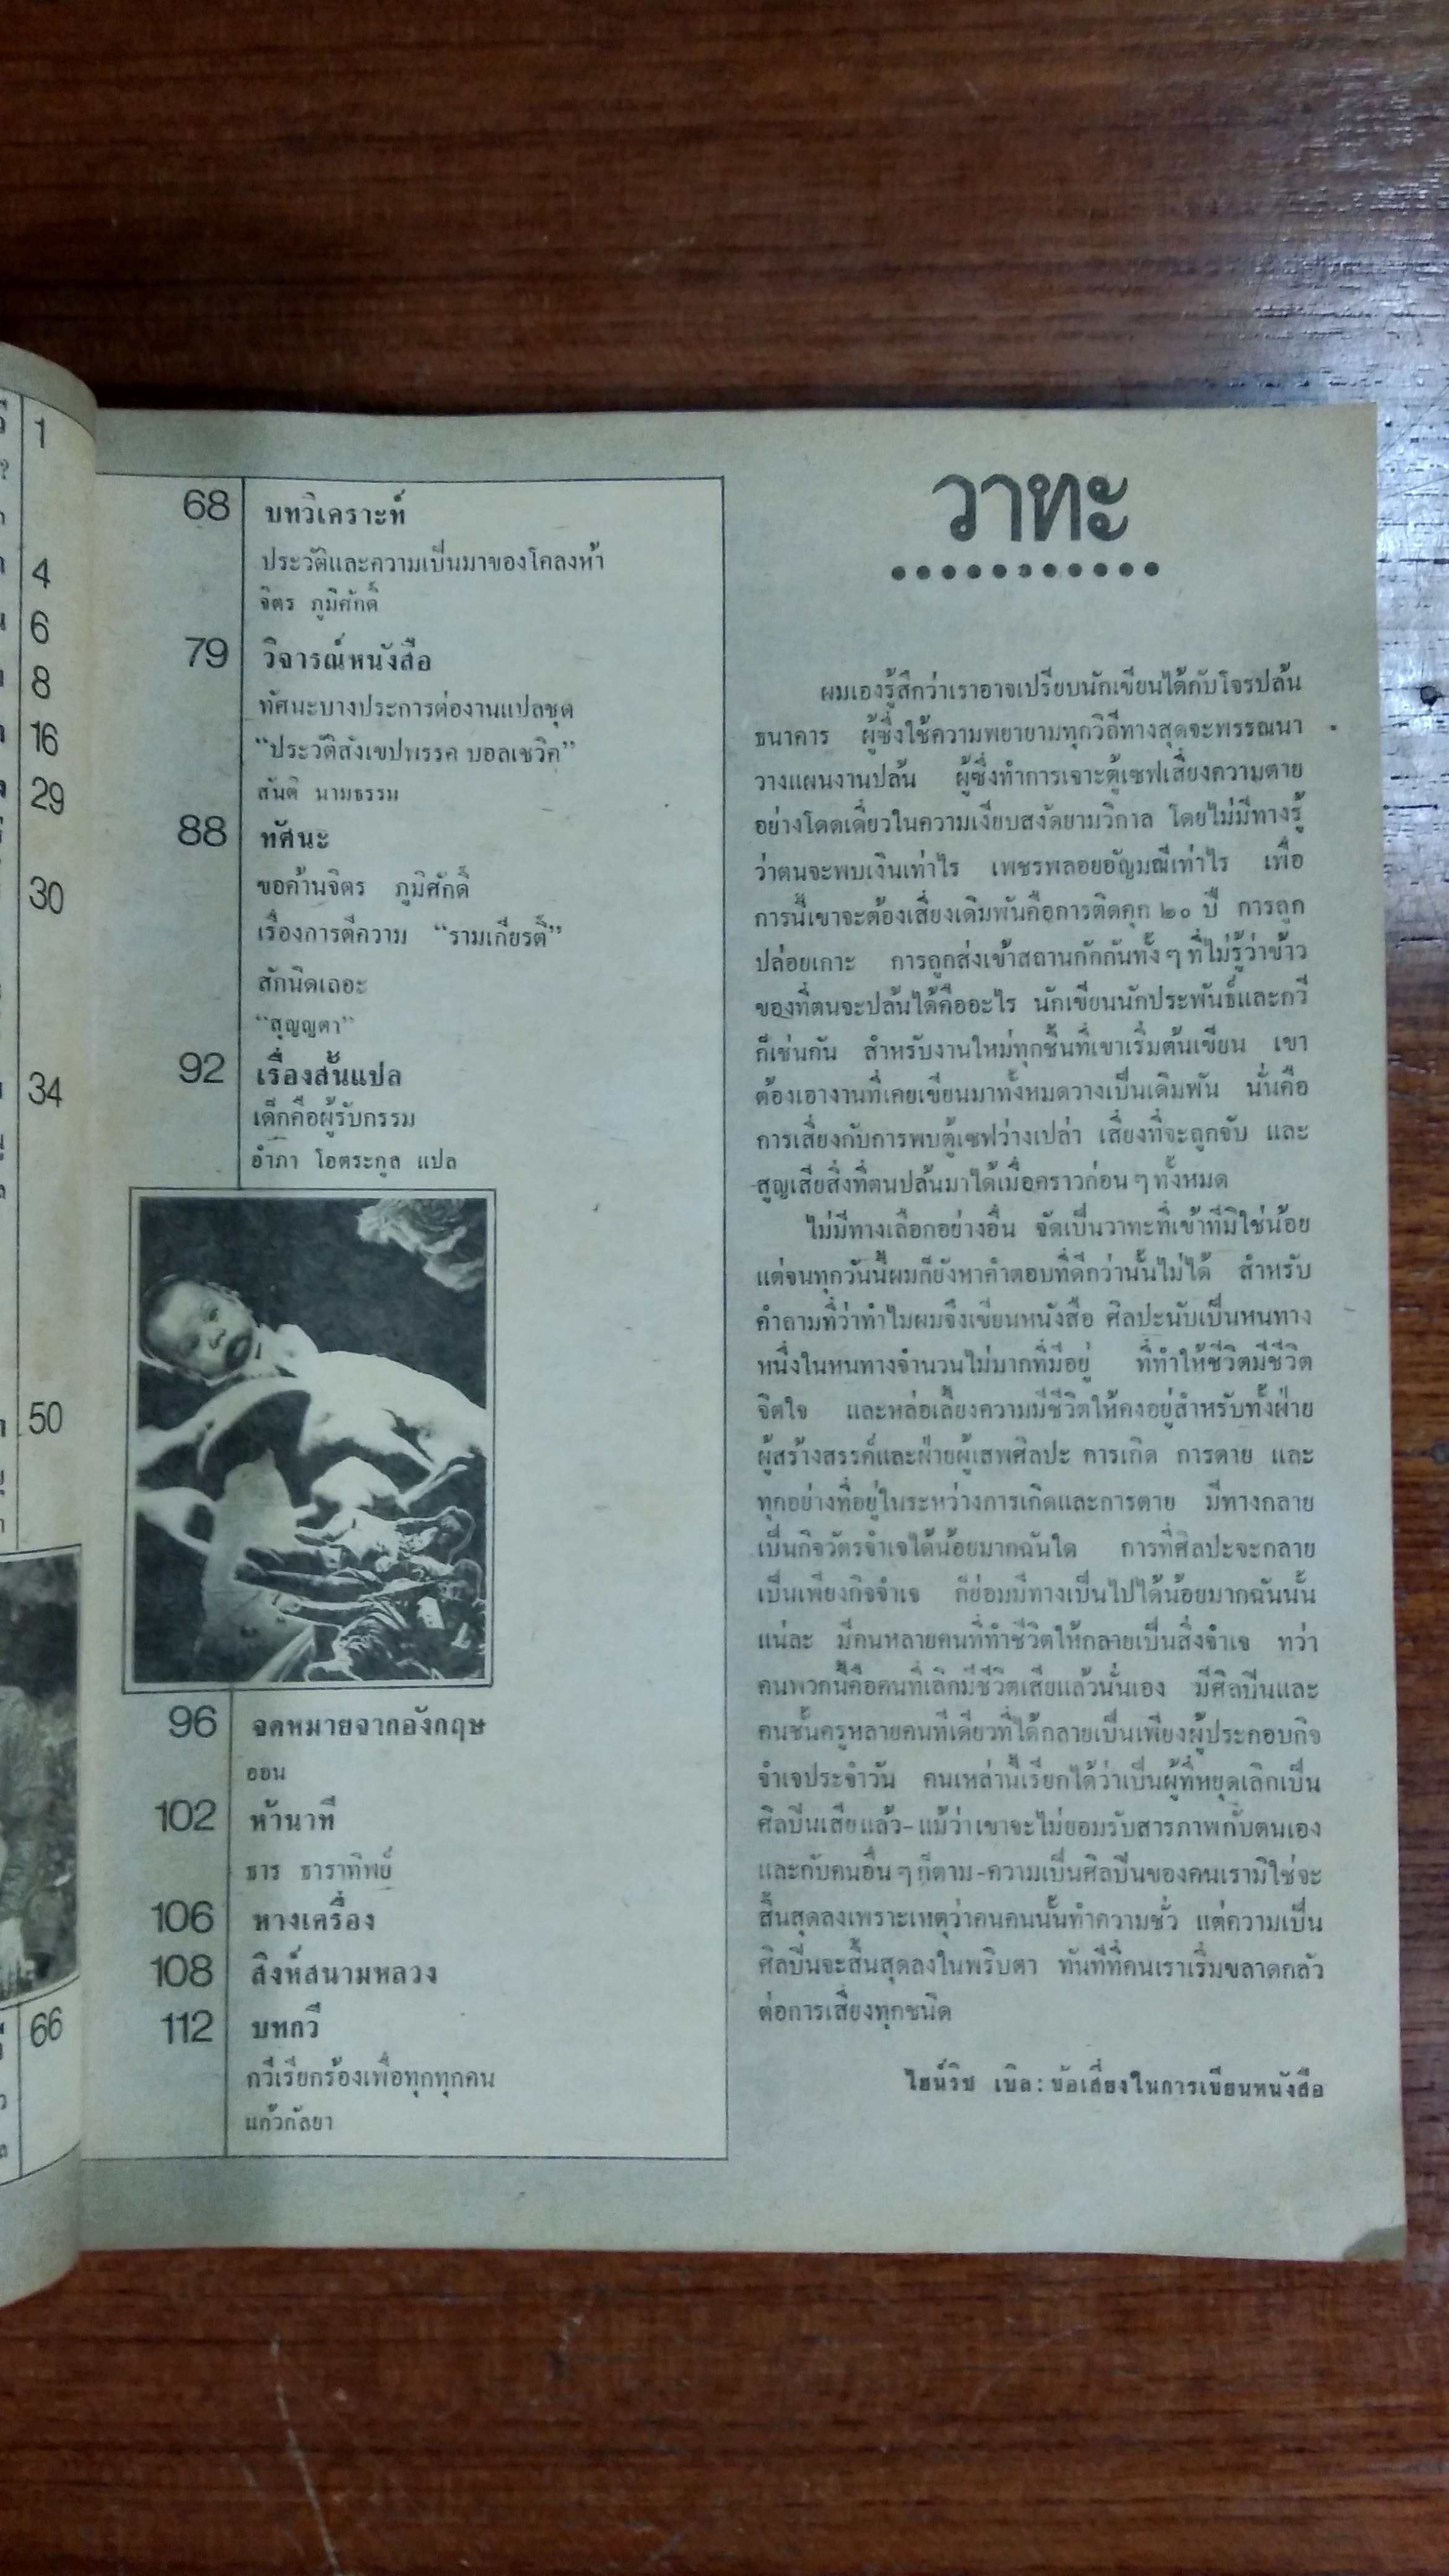 1
4
6
8
16
29
30
34
50
66
68 บทวิเคราะห์
ประวัติและความเป็นมาของโคลงห้า
จิตร ภูมิศักดิ์
79 วิจารณ์หนังสือ
ทัศนะบางประการต่องานแปลชุด
“ประวัติสังเขปพรรค บอลเชวิค”
สันติ นามธรรม
88 ทัศนะ
ขอค้านจิตร ภูมิศักดิ์
เรื่องการตีความ “รามเกียรติ์”
สักนิดเถอะ
“สุญญตา”
92 เรื่องสั้นแปล
เด็กคือผู้รับกรรม
อำภา โอตระกูล แปล
96 จดหมายจากอังกฤษ
ออน
102 ห้านาที
ธาร ธาราทิพย์
106 หางเครื่อง
108 สิงห์สนามหลวง
112 บทกวี
กวีเรียกร้องเพื่อทุกทุกคน
แก้วกัลยา
วาทะ
ผมเองรู้สึกว่าเราอาจเปรียบนักเขียนได้กับโจรปล้น
ธนาคาร ผู้ซึ่งใช้ความพยายามทุกวิถีทางสุดจะพรรณนา
วางแผนงานปล้น ผู้ซึ่งทำการเจาะตู้เซฟเสี่ยงความตาย
อย่างโดดเดี่ยวในความเงียบสงัดยามวิกาล โดยไม่มีทางรู้
ว่าตนจะพบเงินเท่าไร เพชรพลอยอัญมณีเท่าไร เพื่อ
การนี้เขาจะต้องเสี่ยงเดิมพันคือการติดคุก ๒๐ ปี การถูก
ปล่อยเกาะ การถูกส่งเข้าสถานกักกันทั้ง ๆ ที่ไม่รู้ว่าข้าว
ของที่ตนจะปล้นได้คืออะไร นักเขียนนักประพันธ์และกวี
ก็เช่นกัน สำหรับงานใหม่ทุกชิ้นที่เขาเริ่มต้นเขียน เขา
ต้องเอางานที่เคยเขียนมาทั้งหมดวางเป็นเดิมพัน นั่นคือ
การเสี่ยงกับการพบตู้เซฟว่างเปล่า เสี่ยงที่จะถูกจับ และ
สูญเสียสิ่งที่ตนปล้นมาได้เมื่อคราวก่อน ๆ ทั้งหมด
ไม่มีทางเลือกอย่างอื่น จัดเป็นวาทะที่เข้าทีมิใช่น้อย
แต่จนทุกวันนี้ผมก็ยังหาคำตอบที่ดีกว่านั้นไม่ได้ สำหรับ
คำถามที่ว่าทำไมผมจึงเขียนหนังสือ ศิลปะนับเป็นหนทาง
หนึ่งในหนทางจำนวนไม่มากที่มีอยู่ ที่ทำให้ชีวิตมีชีวิต
จิตใจ และหล่อเลี้ยงความมีชีวิตให้คงอยู่สำหรับทั้งฝ่าย
ผู้สร้างสรรค์และฝ่ายผู้เสพศิลปะ การเกิด การตาย และ
ทุกอย่างที่อยู่ในระหว่างการเกิดและการตาย มีทางกลาย
เป็นกิจวัตรจำเจได้น้อยมากฉันใด การที่ศิลปะจะกลาย
เป็นเพียงกิจจำเจ ก็ย่อมมีทางเป็นไปได้น้อยมากฉันนั้น
แน่ละ มีคนหลายคนที่ทำชีวิตให้กลายเป็นสิ่งจำเจ ทว่า
คนพวกนี้คือคนที่เลิกมีชีวิตเสียแล้วนั่นเอง มีศิลปินและ
คนชั้นครูหลายคนทีเดียวที่ได้กลายเป็นเพียงผู้ประกอบกิจ
จำเจประจำวัน คนเหล่านี้เรียกได้ว่าเป็นผู้ที่หยุดเลิกเป็น
ศิลปินเสียแล้ว-แม้ว่าเขาจะไม่ยอมรับสารภาพกับตนเอง
และกับคนอื่น ๆ ก็ตาม-ความเป็นศิลปินของคนเรามิใช่จะ
สิ้นสุดลงเพราะเหตุว่าคนคนนั้นทำความชั่ว แต่ความเป็น
ศิลปินจะสิ้นสุดลงในพริบตา ทันทีที่คนเราเริ่มขลาดกลัว
ต่อการเสี่ยงทุกชนิด
ไฮน์ริช เบิล : ข้อเสี่ยงในการเขียนหนังสือ